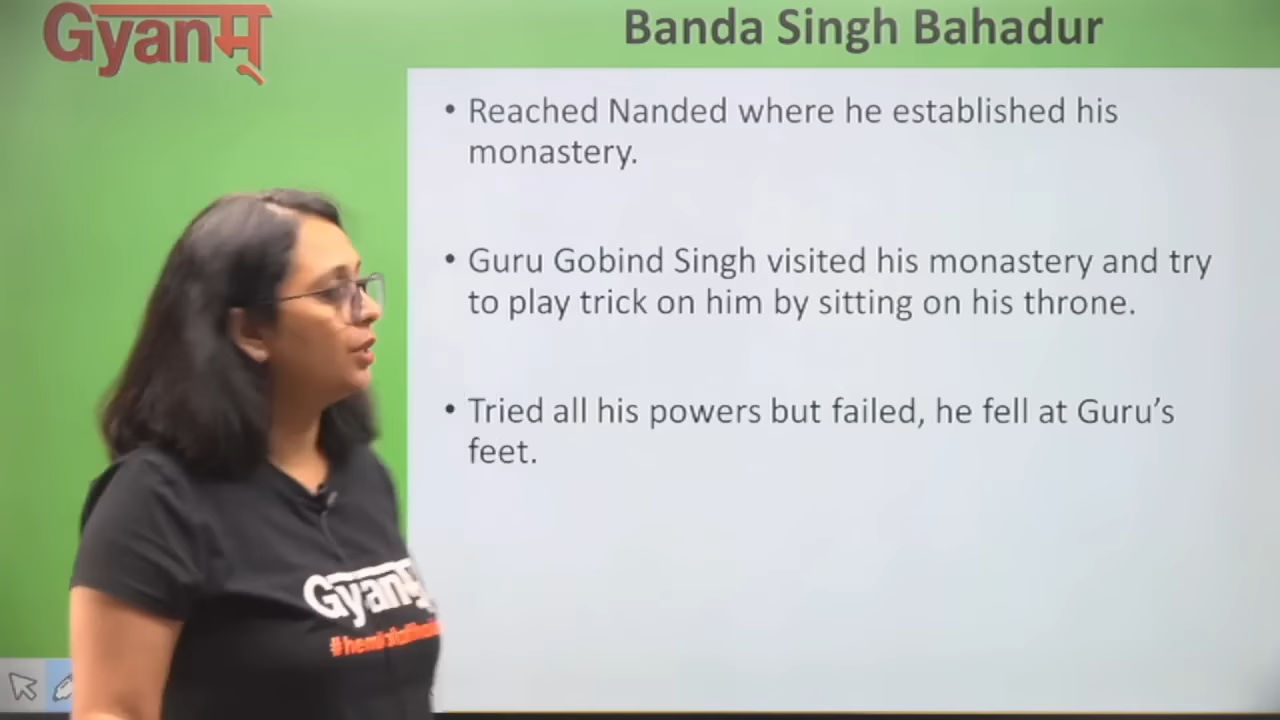 Gyanम्
Banda Singh Bahadur
• Reached Nanded where he established his
monastery.
• Guru Gobind Singh visited his monastery and try
to play trick on him by sitting on his throne.
• Tried all his powers but failed, he fell at Guru’s
feet.
Gyanम्